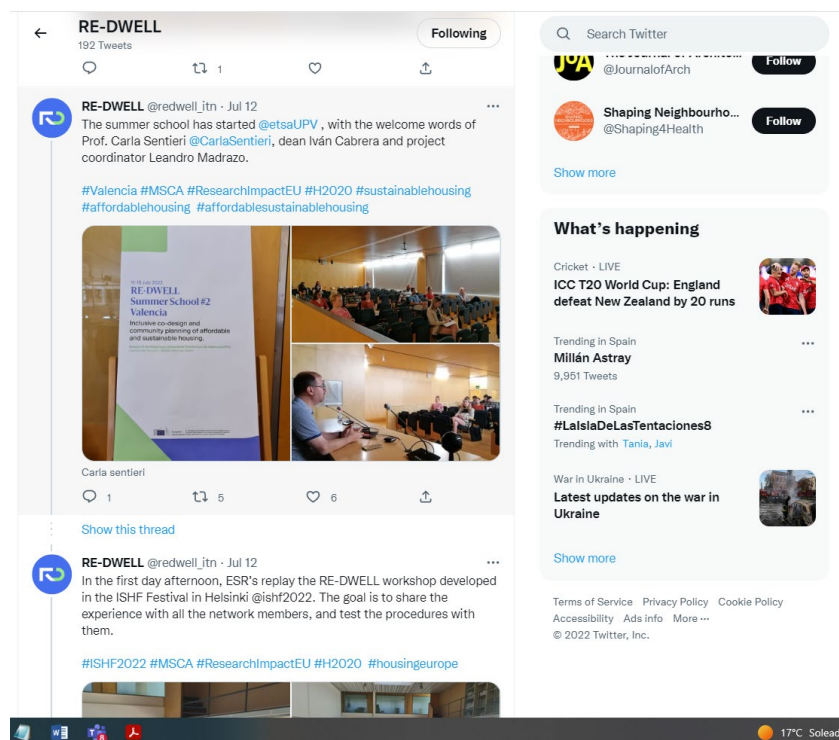 RE-DWELL
192 Tweets
Following
1
RE-DWELL @redwell_itn · Jul 12
The summer school has started @etsaUPV , with the welcome words of
Prof. Carla Sentieri @CarlaSentieri, dean Iván Cabrera and project
coordinator Leandro Madrazo.
#Valencia #MSCA #ResearchImpactEU #H2020 #sustainablehousing
#affordablehousing #affordablesustainablehousing
RE-DWELL
Summer School #2
Valencia
Inclusive co-design and
community planning of affordable
and sustainable housing.
Carla sentieri
1 5 6
Show this thread
RE-DWELL @redwell_itn · Jul 12
In the first day afternoon, ESR's replay the RE-DWELL workshop developed
in the ISHF Festival in Helsinki @ishf2022. The goal is to share the
experience with all the network members, and test the procedures with
them.
#ISHF2022 #MSCA #ResearchImpactEU #H2020 #housingeurope
Search Twitter
JoA
@JournalofArch
Follow
Shaping Neighbourho...
@Shaping4Health
Follow
Show more
What's happening
Cricket · LIVE
ICC T20 World Cup: England
defeat New Zealand by 20 runs
Trending in Spain
Millán Astray
9,951 Tweets
Trending in Spain
#LaIslaDeLasTentaciones8
Trending with Tania, Javi
War in Ukraine · LIVE
Latest updates on the war in
Ukraine
Show more
Terms of Service Privacy Policy Cookie Policy
Accessibility Ads info More ···
© 2022 Twitter, Inc.
17°C Solea